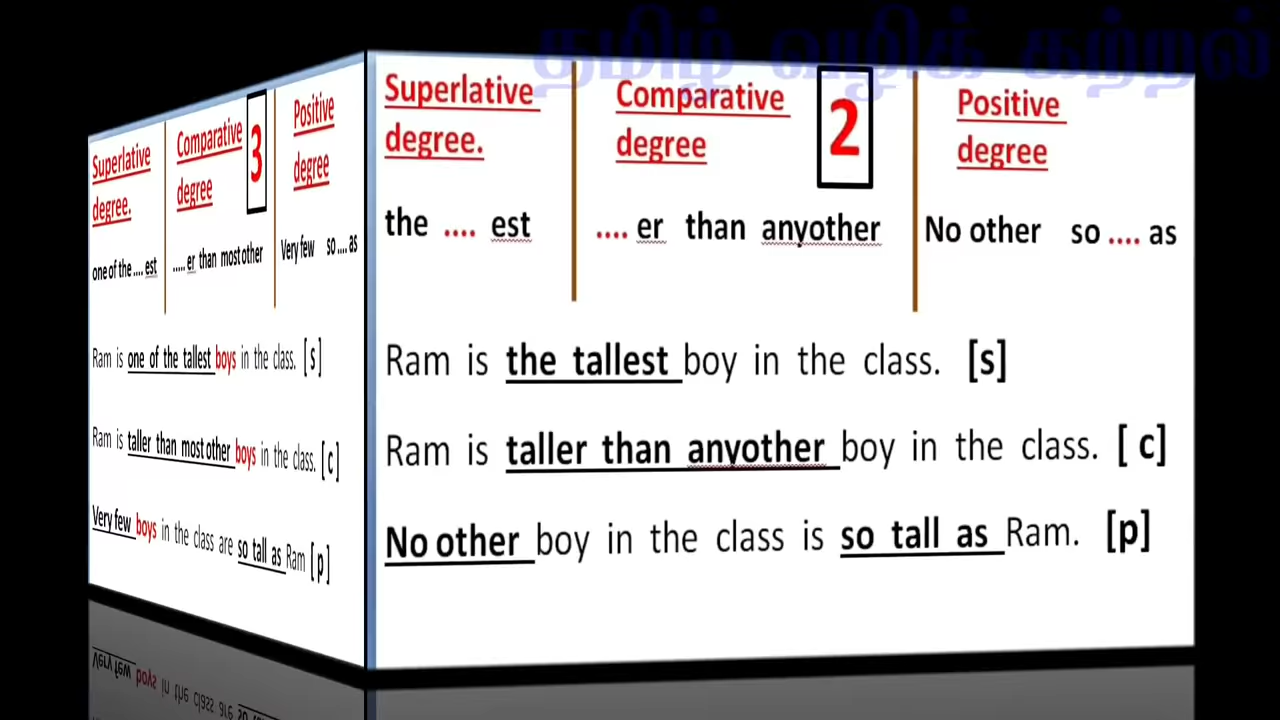 தமிழ் வழிக் கற்றல்
Superlative degree.
Comparative degree
3
Positive degree
one of the .... est
..... er than most other
Very few so .... as
Ram is one of the tallest boys in the class. [s]
Ram is taller than most other boys in the class. [c]
Very few boys in the class are so tall as Ram [p]
Superlative degree.
Comparative degree
2
Positive degree
the .... est
.... er than anyother
No other so .... as
Ram is the tallest boy in the class. [s]
Ram is taller than anyother boy in the class. [ c]
No other boy in the class is so tall as Ram. [p]